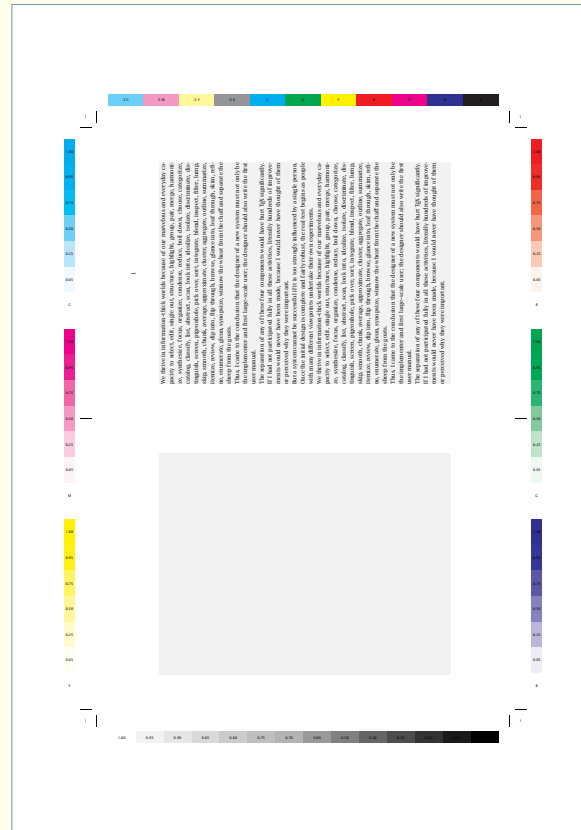 We thrive in information-thick worlds because of our marvelous and everyday ca-
pacity to select, edit, single out, structure, highlight, group, pair, merge, harmoni-
ze, synthesize, focus, organize, condense, reduce, boil down, choose, categorize,
catalog, classify, list, abstract, scan, look into, idealize, isolate, discriminate, dis-
tinguish, screen, pigeonhole, pick over, sort, integrate, blend, inspect, filter, lump,
skip, smooth, chunk, average, approximate, cluster, aggregate, outline, summarize,
itemize, review, dip into, flip through, browse, glance into, leaf through, skim, refi-
ne, enumerate, glean, synopsize, winnow the wheat from the chaff and separate the
sheep from the goats.
Thus, I came to the conclusion that the designer of a new system must not only be
the implementer and first large-scale user; the designer should also write the first
user manual.
The separation of any of these four components would have hurt TEX significantly.
If I had not participated fully in all these activities, literally hundreds of improve-
ments would never have been made, because I would never have thought of them
or perceived why they were important.
But a system cannot be successful if it is too strongly influenced by a single person.
Once the initial design is complete and fairly robust, the real test begins as people
with many different viewpoints undertake their own experiments.
We thrive in information-thick worlds because of our marvelous and everyday ca-
pacity to select, edit, single out, structure, highlight, group, pair, merge, harmoni-
ze, synthesize, focus, organize, condense, reduce, boil down, choose, categorize,
catalog, classify, list, abstract, scan, look into, idealize, isolate, discriminate, dis-
tinguish, screen, pigeonhole, pick over, sort, integrate, blend, inspect, filter, lump,
skip, smooth, chunk, average, approximate, cluster, aggregate, outline, summarize,
itemize, review, dip into, flip through, browse, glance into, leaf through, skim, refi-
ne, enumerate, glean, synopsize, winnow the wheat from the chaff and separate the
sheep from the goats.
Thus, I came to the conclusion that the designer of a new system must not only be
the implementer and first large-scale user; the designer should also write the first
user manual.
The separation of any of these four components would have hurt TEX significantly.
If I had not participated fully in all these activities, literally hundreds of improve-
ments would never have been made, because I would never have thought of them
or perceived why they were important.
1.00 0.95 0.90 0.85 0.80 0.75 0.70